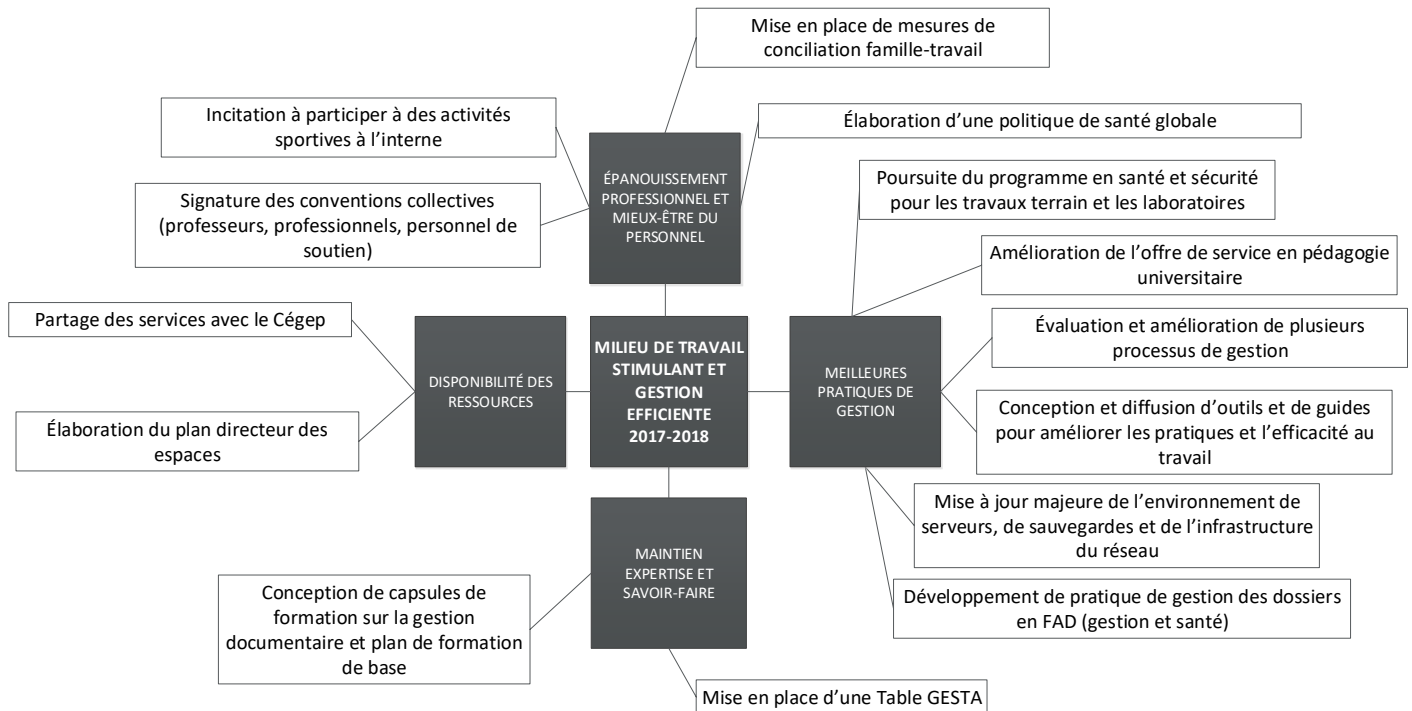 Mise en place de mesures de
conciliation famille-travail
Incitation à participer à des activités
sportives à l’interne
Élaboration d’une politique de santé globale
ÉPANOUISSEMENT
PROFESSIONNEL ET
MIEUX-ÊTRE DU
PERSONNEL
Signature des conventions collectives
(professeurs, professionnels, personnel de
soutien)
Poursuite du programme en santé et sécurité
pour les travaux terrain et les laboratoires
Amélioration de l’offre de service en pédagogie
universitaire
Partage des services avec le Cégep
DISPONIBILITÉ DES
RESSOURCES
Élaboration du plan directeur des
espaces
MILIEU DE TRAVAIL
STIMULANT ET
GESTION
EFFICIENTE
2017-2018
MEILLEURES
PRATIQUES DE
GESTION
Évaluation et amélioration de plusieurs
processus de gestion
Conception et diffusion d’outils et de guides
pour améliorer les pratiques et l’efficacité au
travail
Mise à jour majeure de l’environnement de
serveurs, de sauvegardes et de l’infrastructure
du réseau
Développement de pratique de gestion des dossiers
en FAD (gestion et santé)
MAINTIEN
EXPERTISE ET
SAVOIR-FAIRE
Conception de capsules de
formation sur la gestion
documentaire et plan de formation
de base
Mise en place d’une Table GESTA